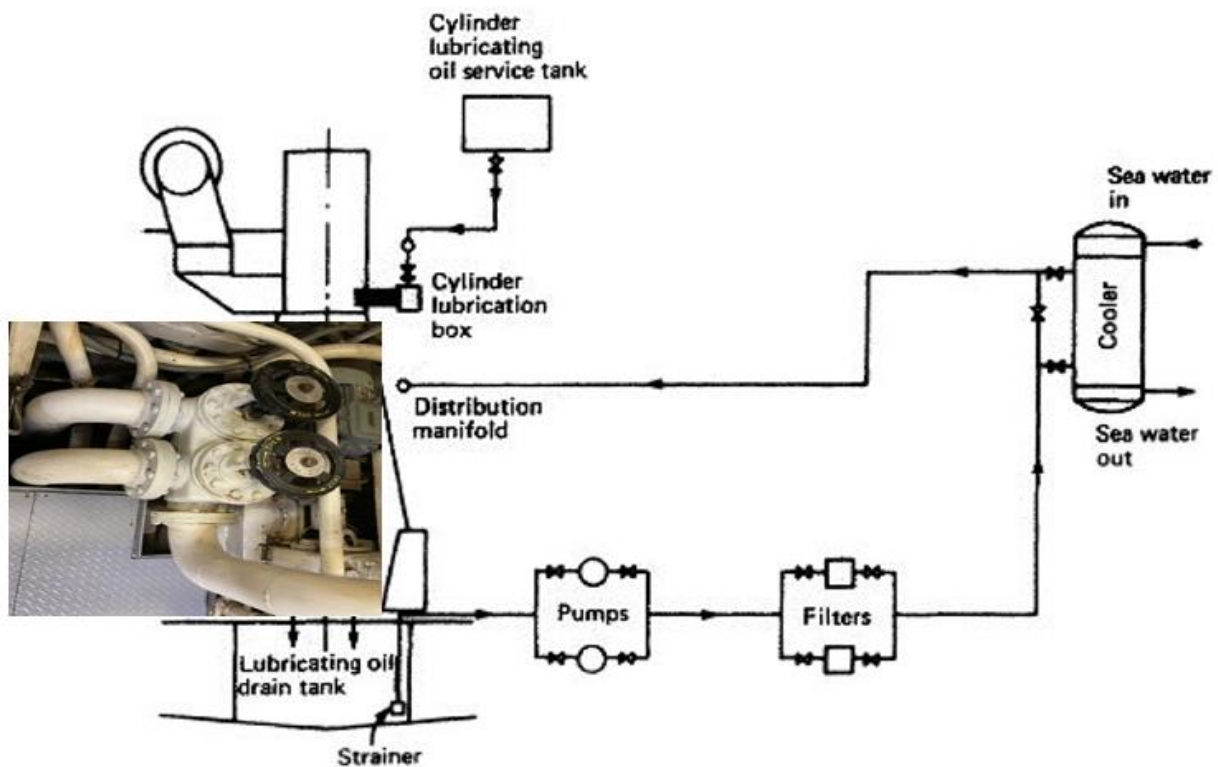 Cylinder
lubricating
oil service tank
Sea water
in
Cylinder
lubrication
box
Cooler
Distribution
manifold
Sea water
out
Pumps
Filters
Lubricating oil
drain tank
Strainer